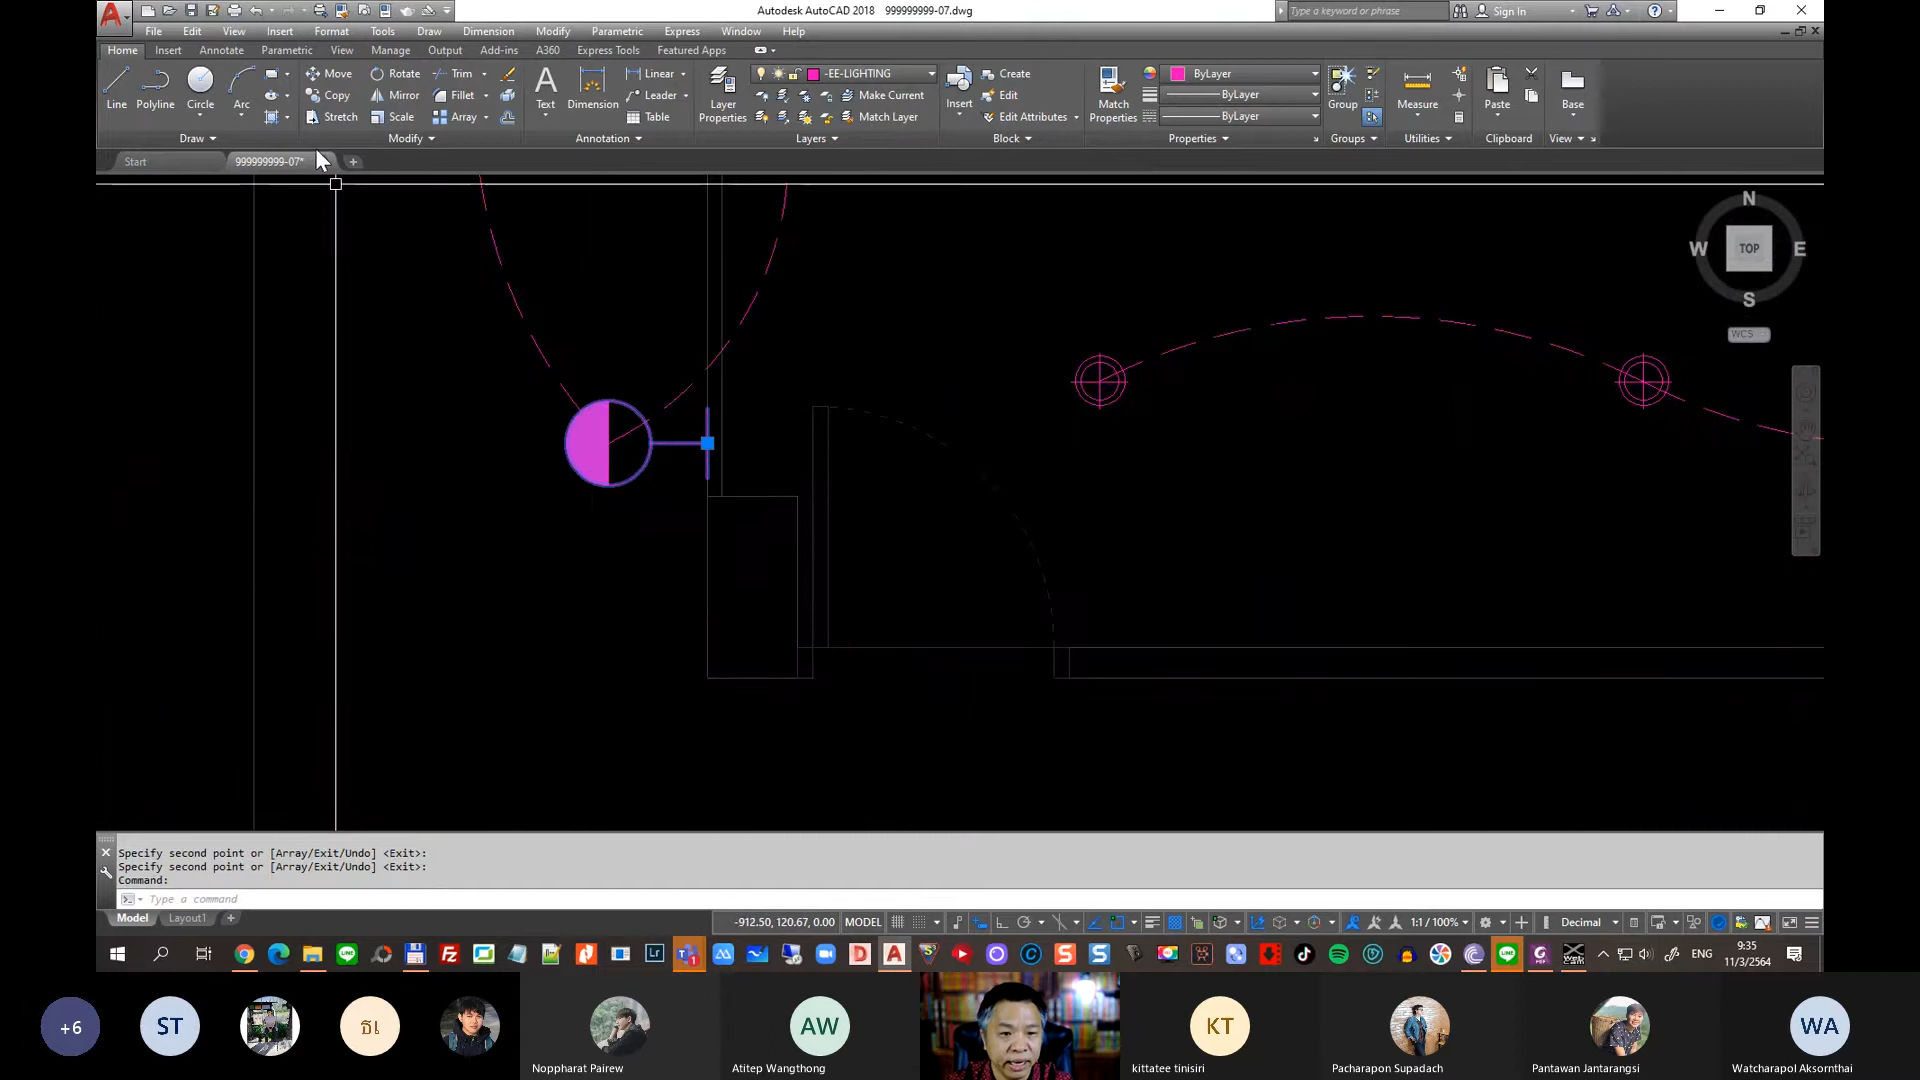 Autodesk AutoCAD 2018 999999999-07.dwg
Type a keyword or phrase
Sign In
File Edit View Insert Format Tools Draw Dimension Modify Parametric Express Window Help
Home Insert Annotate Parametric View Manage Output Add-ins A360 Express Tools Featured Apps
Line Polyline Circle Arc
Move Rotate Trim
Copy Mirror Fillet
Stretch Scale Array
Text Dimension
Linear
Leader
Table
Layer Properties
-EE-LIGHTING
Make Current
Match Layer
Insert
Create
Edit
Edit Attributes
Match Properties
ByLayer
ByLayer
ByLayer
Group
Measure
Paste
Base
Draw Modify Annotation Layers Block Properties Groups Utilities Clipboard View
Start 999999999-07*
N
W TOP E
S
WCS
Specify second point or [Array/Exit/Undo] <Exit>:
Specify second point or [Array/Exit/Undo] <Exit>:
Command:
Type a command
Model Layout1
-912.50, 120.67, 0.00 MODEL 1:1 / 100% Decimal
ENG
9:35
11/3/2564
+6
ST
ธเ
AW
KT
WA
Noppharat Pairew
Atitep Wangthong
kittatee tinisiri
Pacharapon Supadach
Pantawan Jantarangsi
Watcharapol Aksornthai